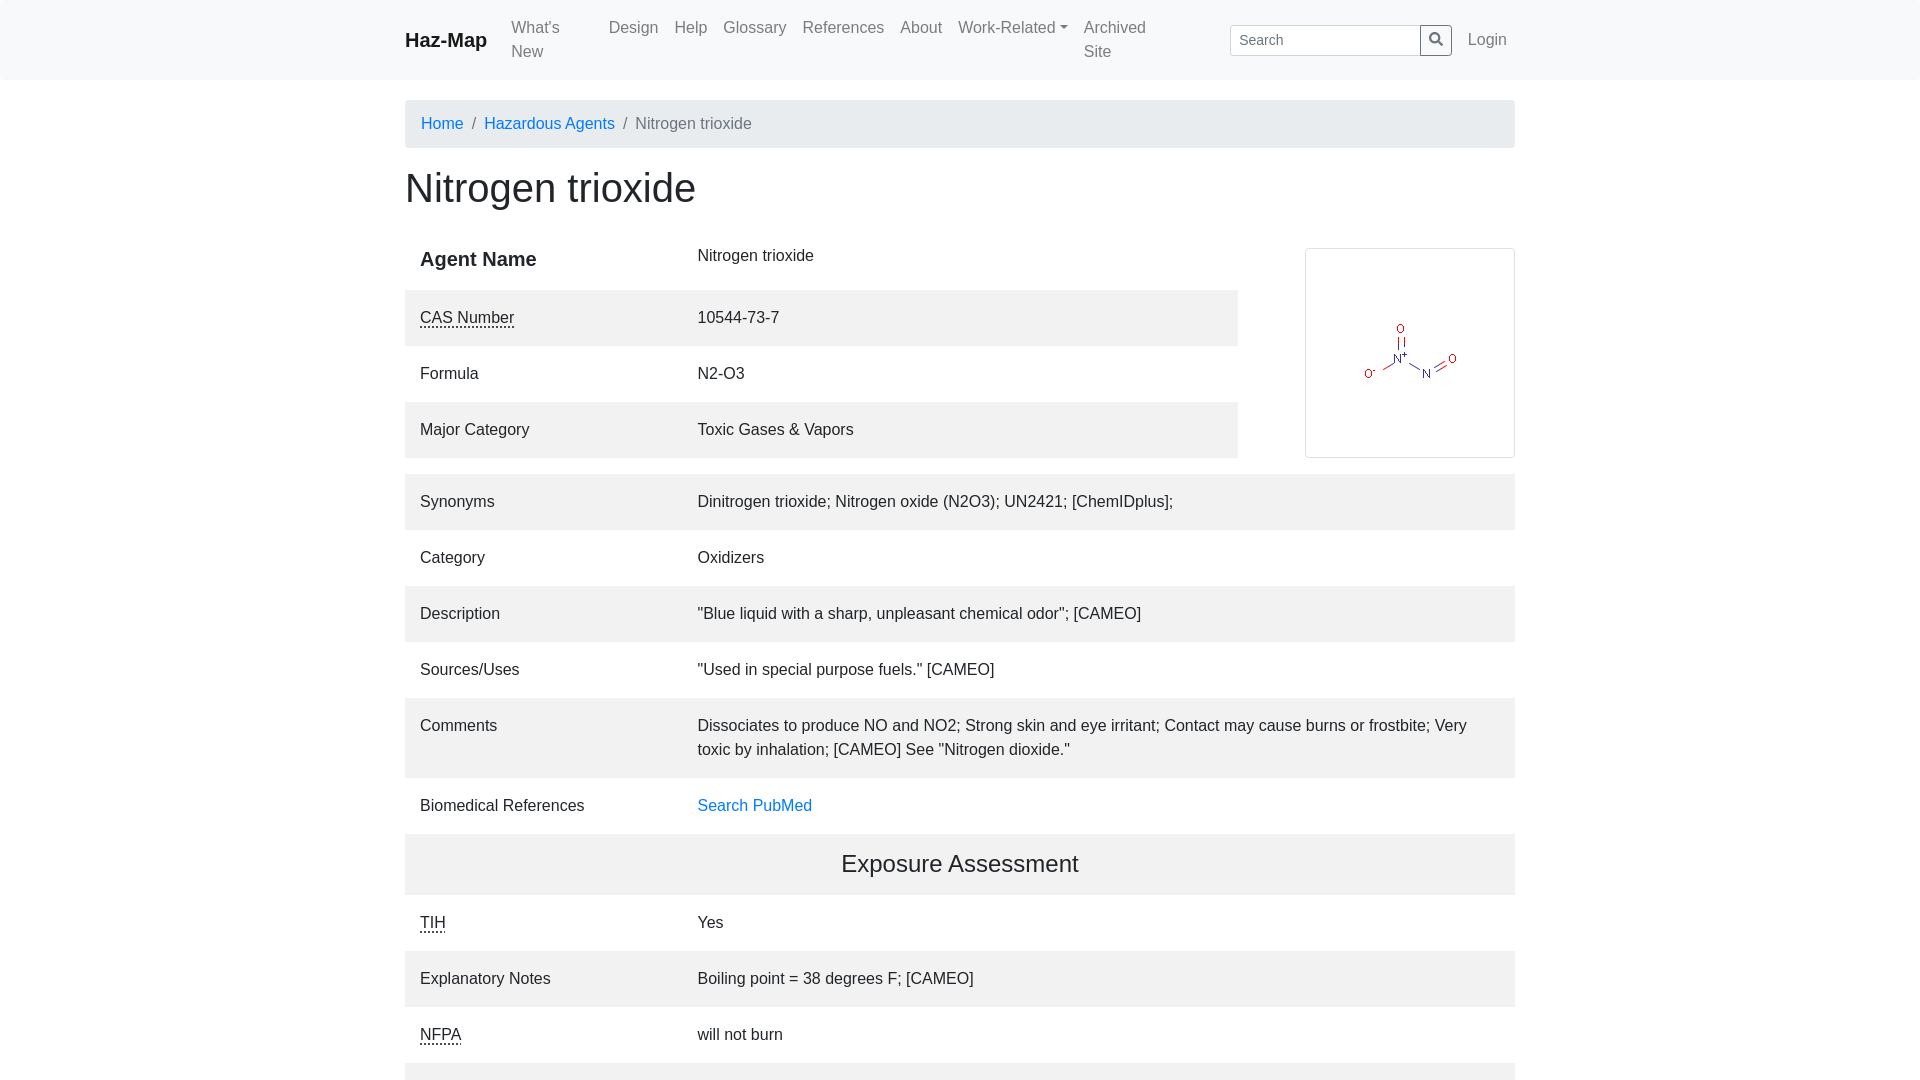 Haz-Map
What's
New
Design
Help
Glossary
References
About
Work-Related
Archived
Site
Search
Login
Home / Hazardous Agents / Nitrogen trioxide
Nitrogen trioxide
Agent Name Nitrogen trioxide
CAS Number 10544-73-7
Formula N2-O3
Major Category Toxic Gases & Vapors
O
N+
O
O-
N
Synonyms Dinitrogen trioxide; Nitrogen oxide (N2O3); UN2421; [ChemIDplus];
Category Oxidizers
Description "Blue liquid with a sharp, unpleasant chemical odor"; [CAMEO]
Sources/Uses "Used in special purpose fuels." [CAMEO]
Comments Dissociates to produce NO and NO2; Strong skin and eye irritant; Contact may cause burns or frostbite; Very
toxic by inhalation; [CAMEO] See "Nitrogen dioxide."
Biomedical References Search PubMed
Exposure Assessment
TIH Yes
Explanatory Notes Boiling point = 38 degrees F; [CAMEO]
NFPA will not burn